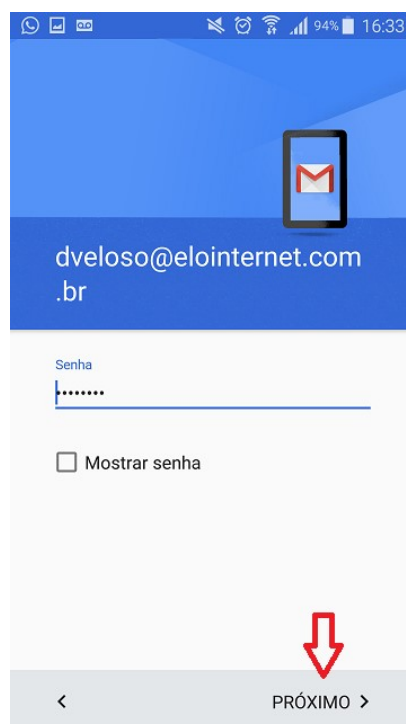 94% 16:33
dveloso@elointernet.com
.br
Senha
••••••••
Mostrar senha
PRÓXIMO